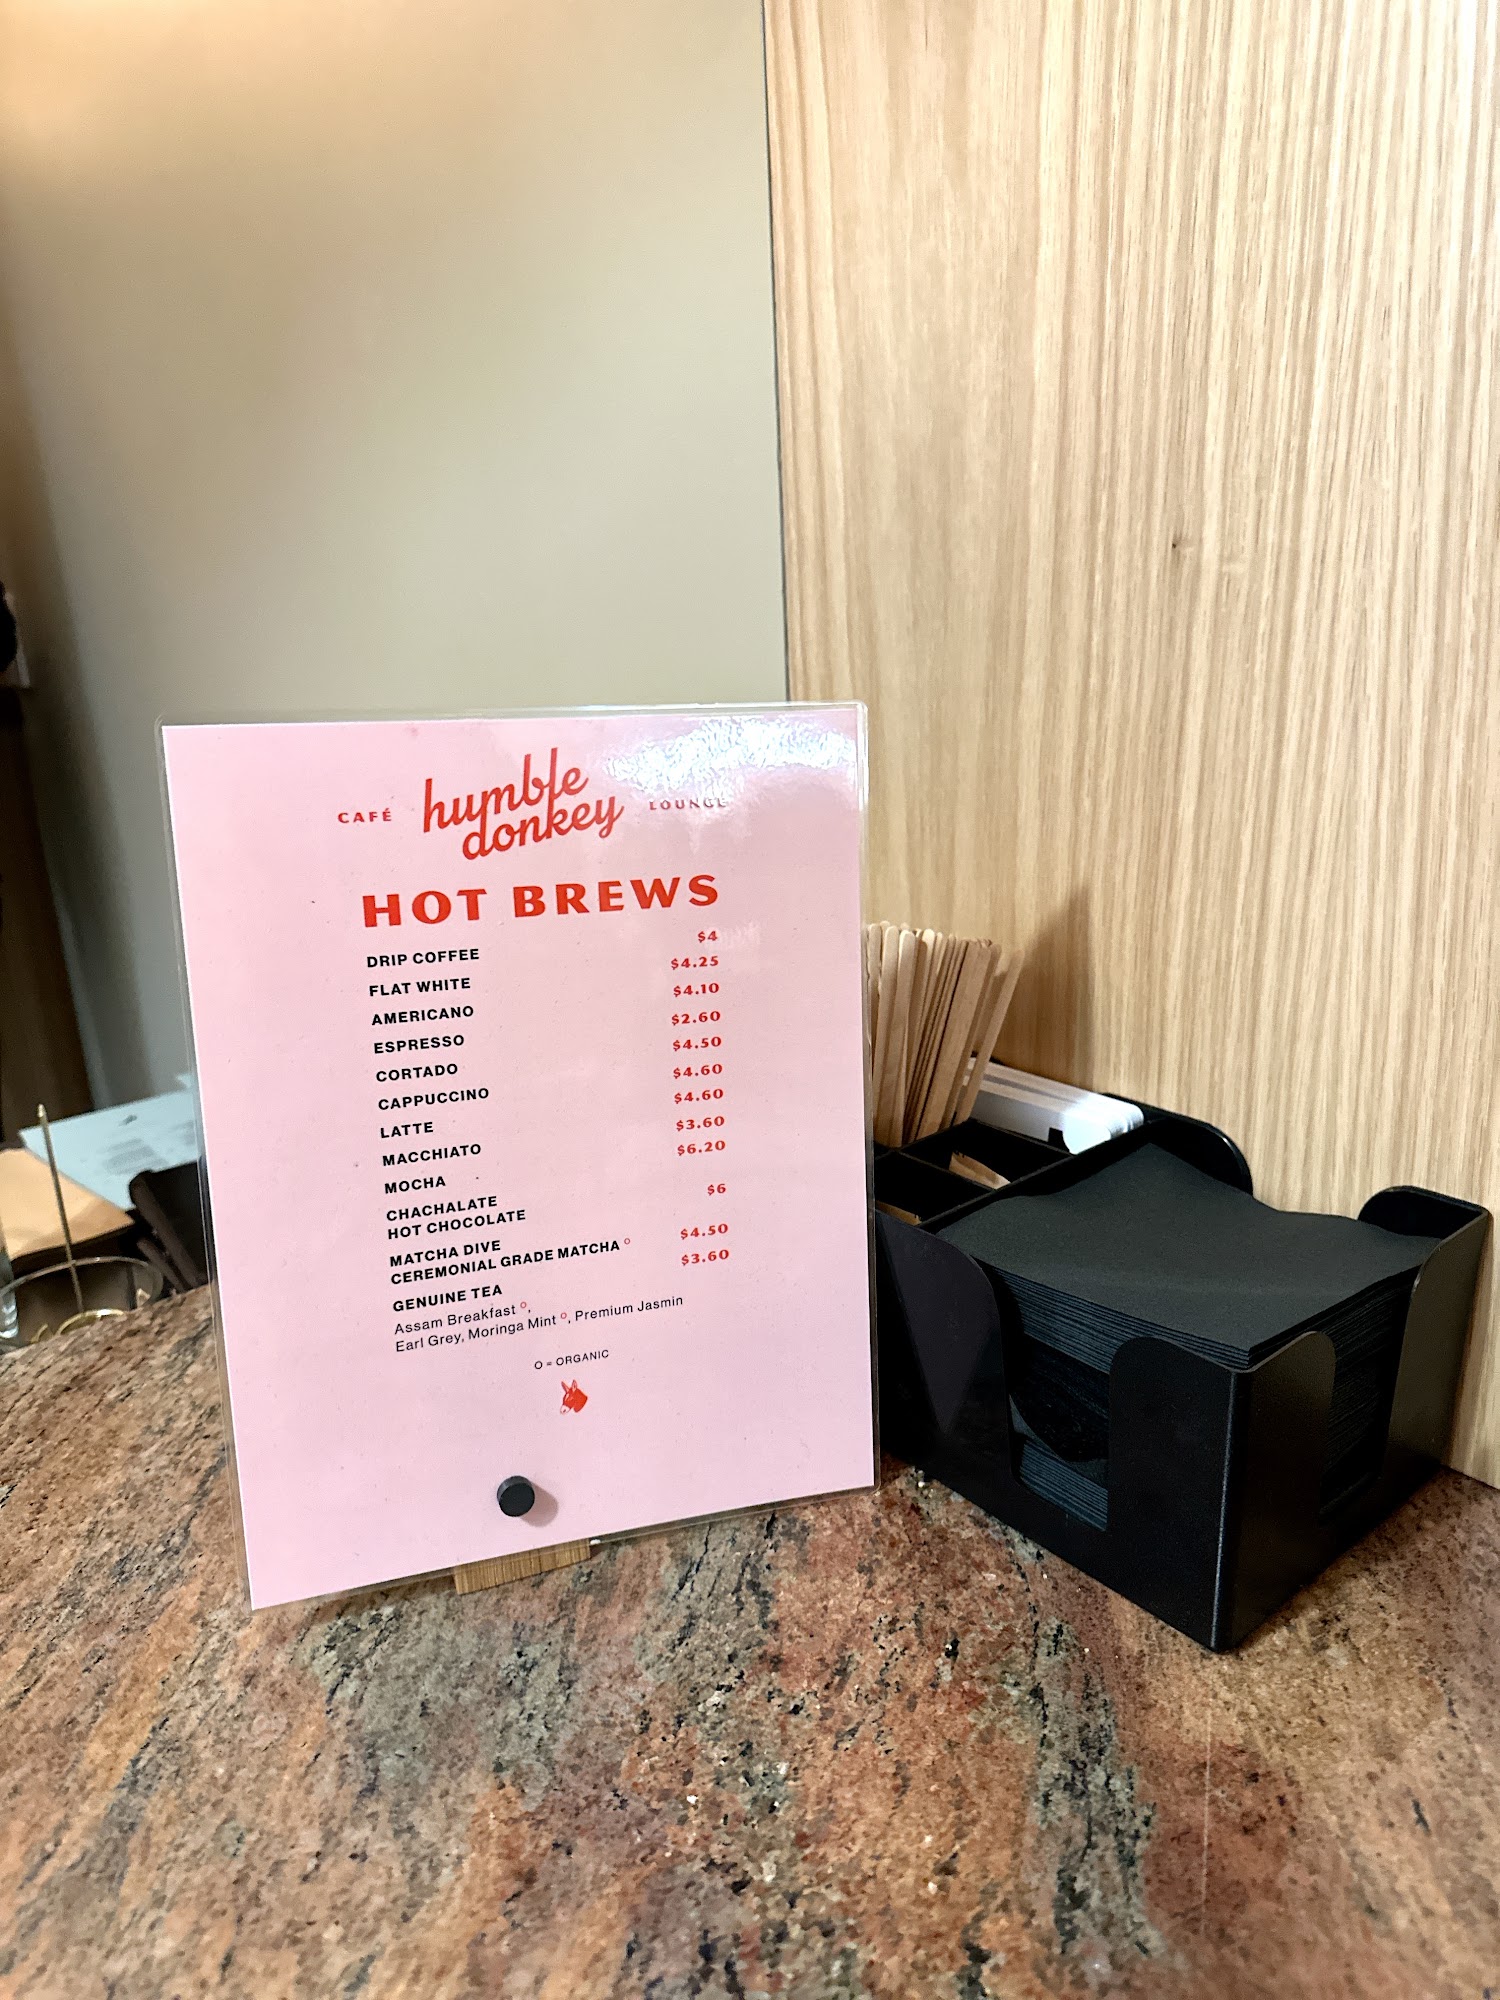 CAFÉ humble donkey LOUNGE
HOT BREWS
DRIP COFFEE $4
FLAT WHITE $4.25
AMERICANO $4.10
ESPRESSO $2.60
CORTADO $4.50
CAPPUCCINO $4.60
LATTE $4.60
MACCHIATO $3.60
MOCHA $6.20
CHACHALATE
HOT CHOCOLATE $6
MATCHA DIVE
CEREMONIAL GRADE MATCHA o $4.50
GENUINE TEA $3.60
Assam Breakfast o,
Earl Grey, Moringa Mint o, Premium Jasmin
O = ORGANIC